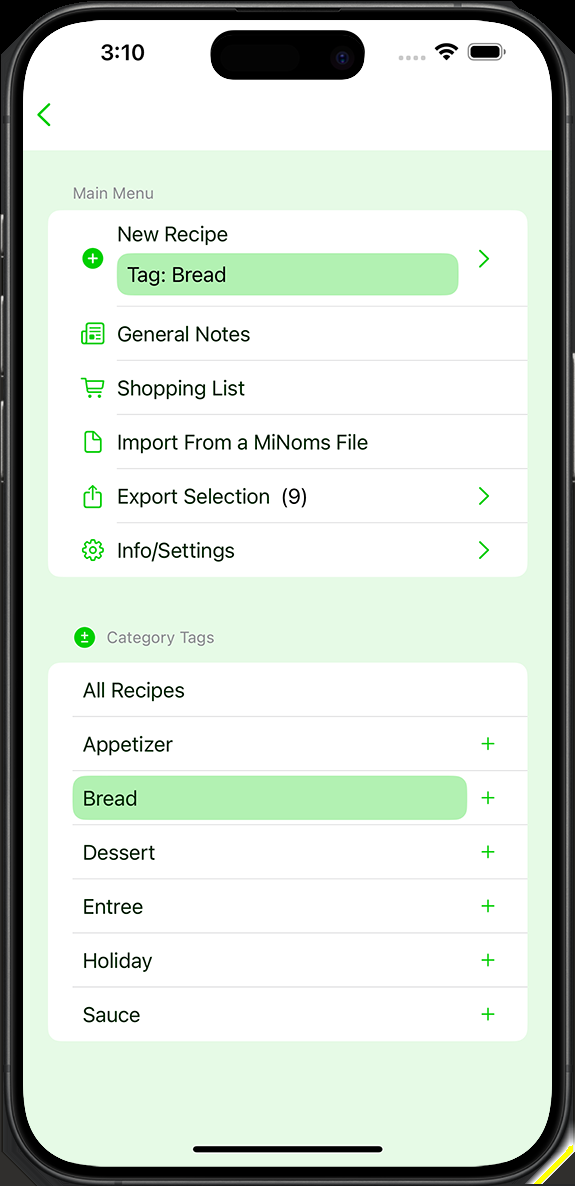 3:10
Main Menu
New Recipe
Tag: Bread
General Notes
Shopping List
Import From a MiNoms File
Export Selection (9)
Info/Settings
Category Tags
All Recipes
Appetizer +
Bread +
Dessert +
Entree +
Holiday +
Sauce +